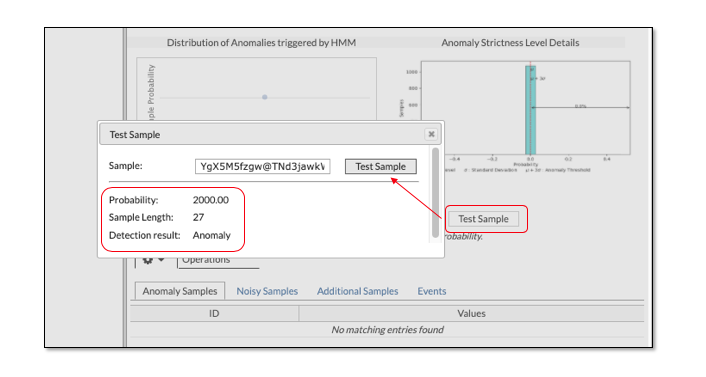 Distribution of Anomalies triggered by HMM
Anomaly Strictness Level Details
ple Probability
1000
800
Samples
μ
μ + 3σ
0.0%
-0.4 -0.2 0.0 0.2 0.4
Probability
σ : Standard Deviation μ ± 3σ : Anomaly Threshold
Test Sample
Sample: YgX5M5fzgw@TNd3jawkV Test Sample
Probability: 2000.00
Sample Length: 27
Detection result: Anomaly
Test Sample
robability.
Operations
Anomaly Samples Noisy Samples Additional Samples Events
ID Values
No matching entries found